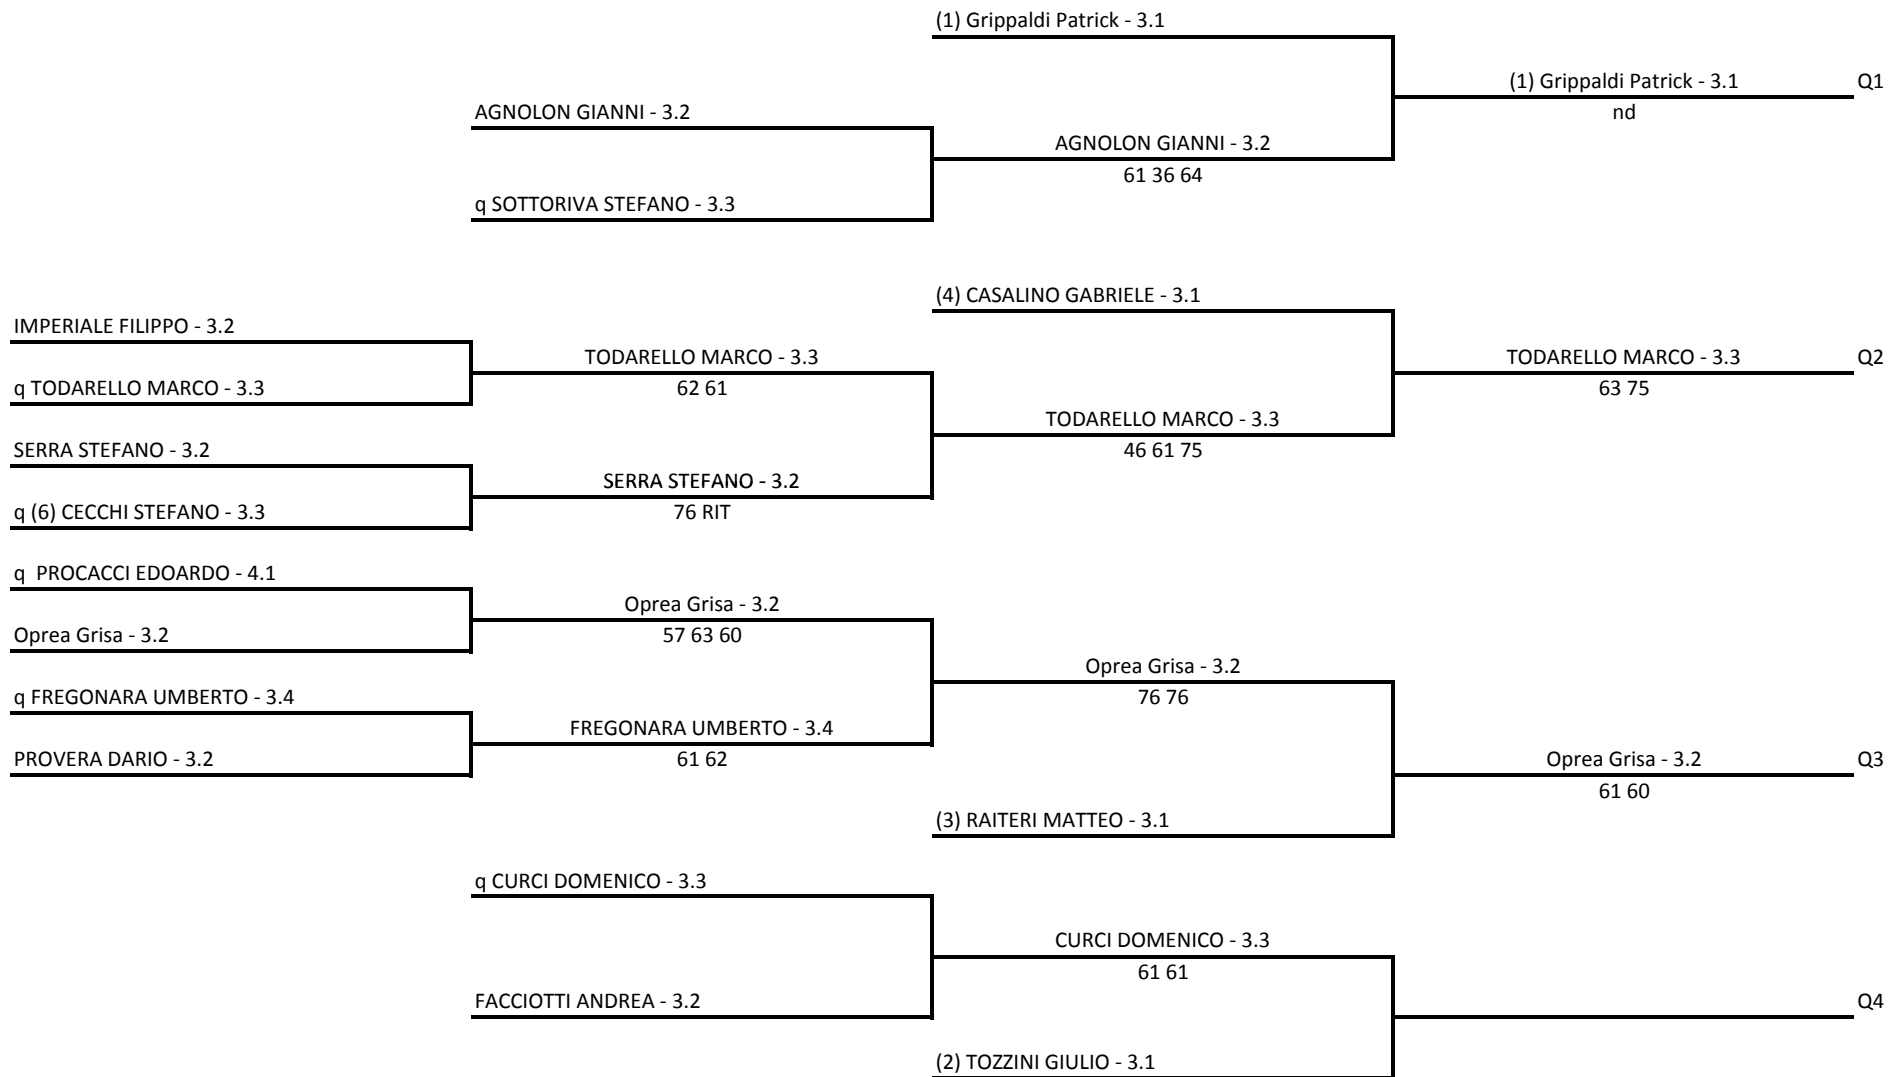 (1) Grippaldi Patrick - 3.1
(1) Grippaldi Patrick - 3.1 Q1
AGNOLON GIANNI - 3.2
nd
AGNOLON GIANNI - 3.2
61 36 64
q SOTTORIVA STEFANO - 3.3
(4) CASALINO GABRIELE - 3.1
IMPERIALE FILIPPO - 3.2
TODARELLO MARCO - 3.3
TODARELLO MARCO - 3.3 Q2
q TODARELLO MARCO - 3.3
62 61
63 75
TODARELLO MARCO - 3.3
SERRA STEFANO - 3.2
46 61 75
SERRA STEFANO - 3.2
q (6) CECCHI STEFANO - 3.3
76 RIT
q  PROCACCI EDOARDO - 4.1
Oprea Grisa - 3.2
Oprea Grisa - 3.2
57 63 60
Oprea Grisa - 3.2
q FREGONARA UMBERTO - 3.4
76 76
FREGONARA UMBERTO - 3.4
PROVERA DARIO - 3.2
61 62
Oprea Grisa - 3.2 Q3
61 60
(3) RAITERI MATTEO - 3.1
q CURCI DOMENICO - 3.3
CURCI DOMENICO - 3.3
61 61
FACCIOTTI ANDREA - 3.2
Q4
(2) TOZZINI GIULIO - 3.1